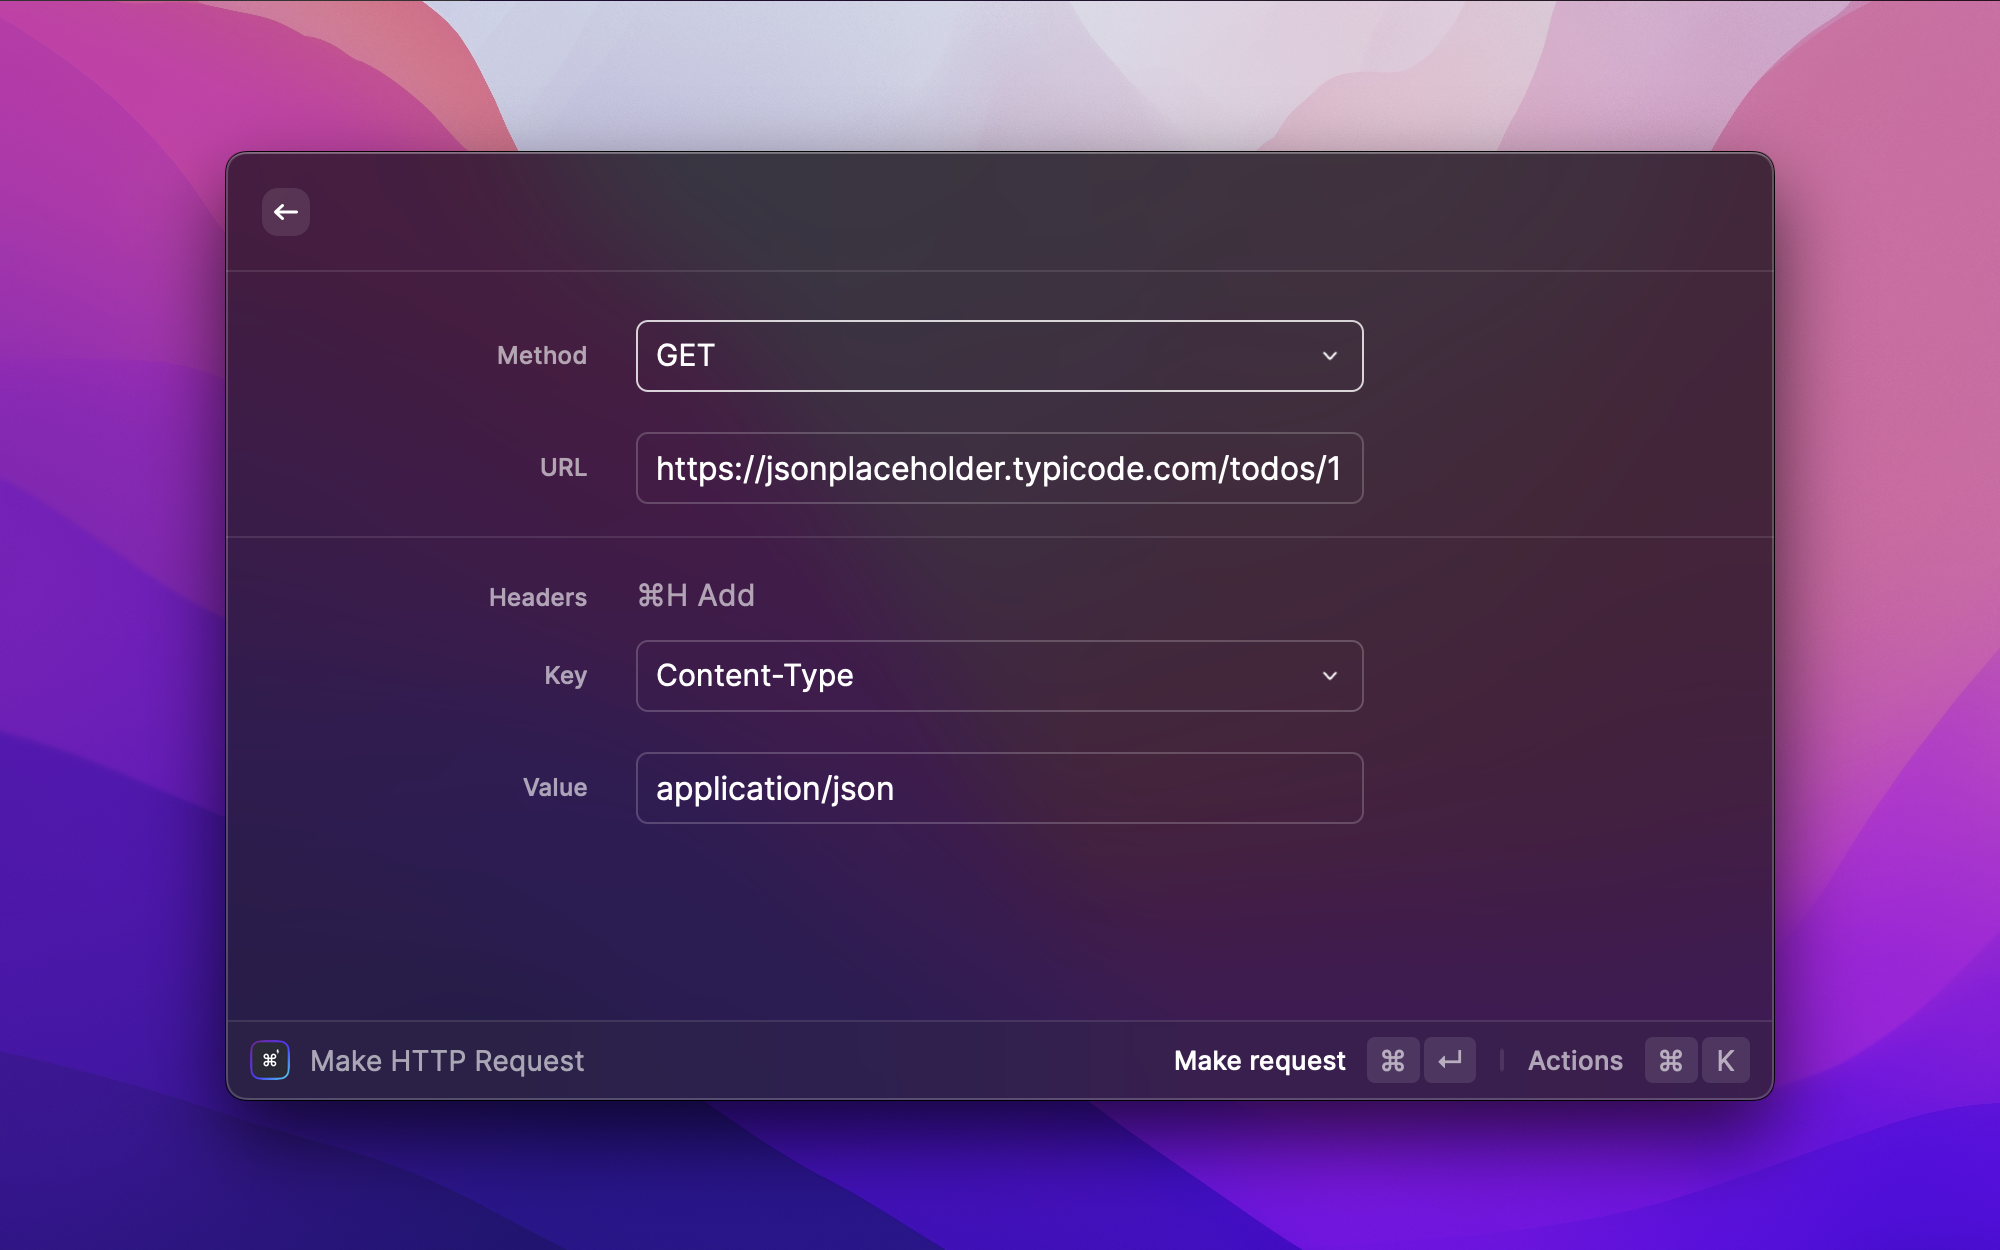 Method GET
URL https://jsonplaceholder.typicode.com/todos/1
Headers ⌘H Add
Key Content-Type
Value application/json
Make HTTP Request Make request ⌘ ↵ Actions ⌘ K